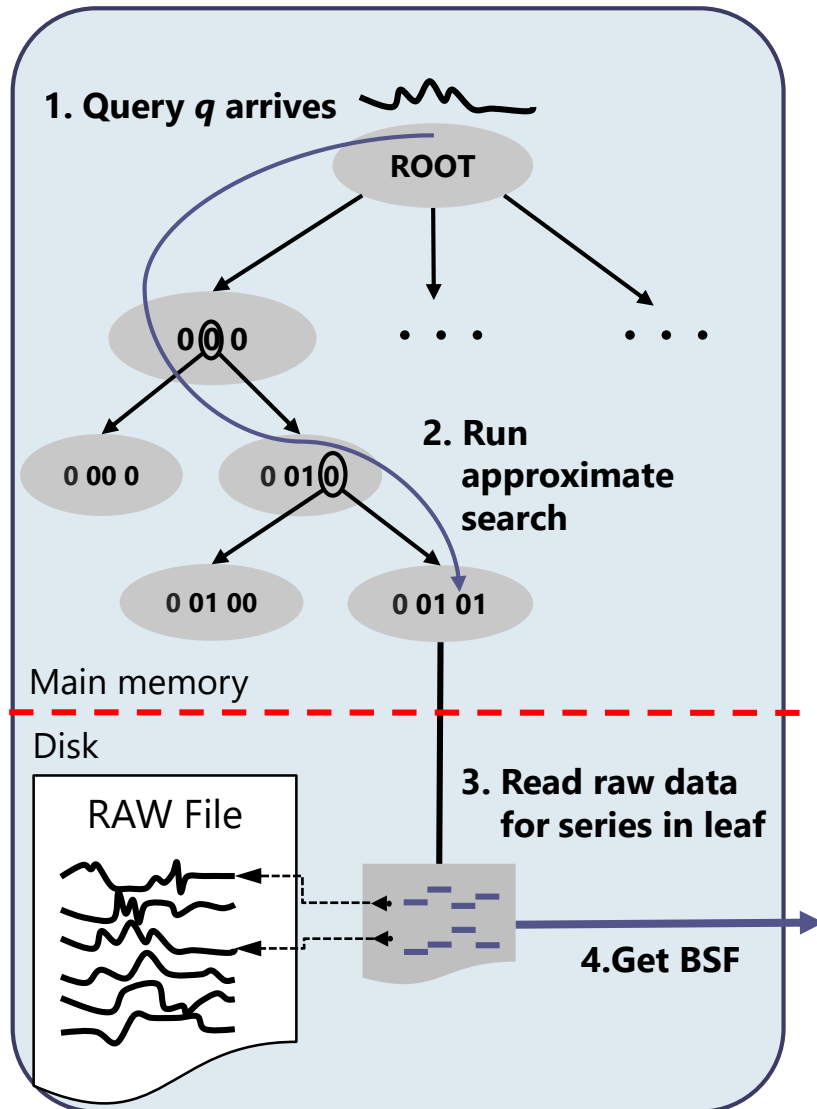 1. Query q arrives
ROOT
0 0 0
0 00 0
0 01 0
2. Run
approximate
search
0 01 00
0 01 01
Main memory
Disk
3. Read raw data
for series in leaf
RAW File
4.Get BSF